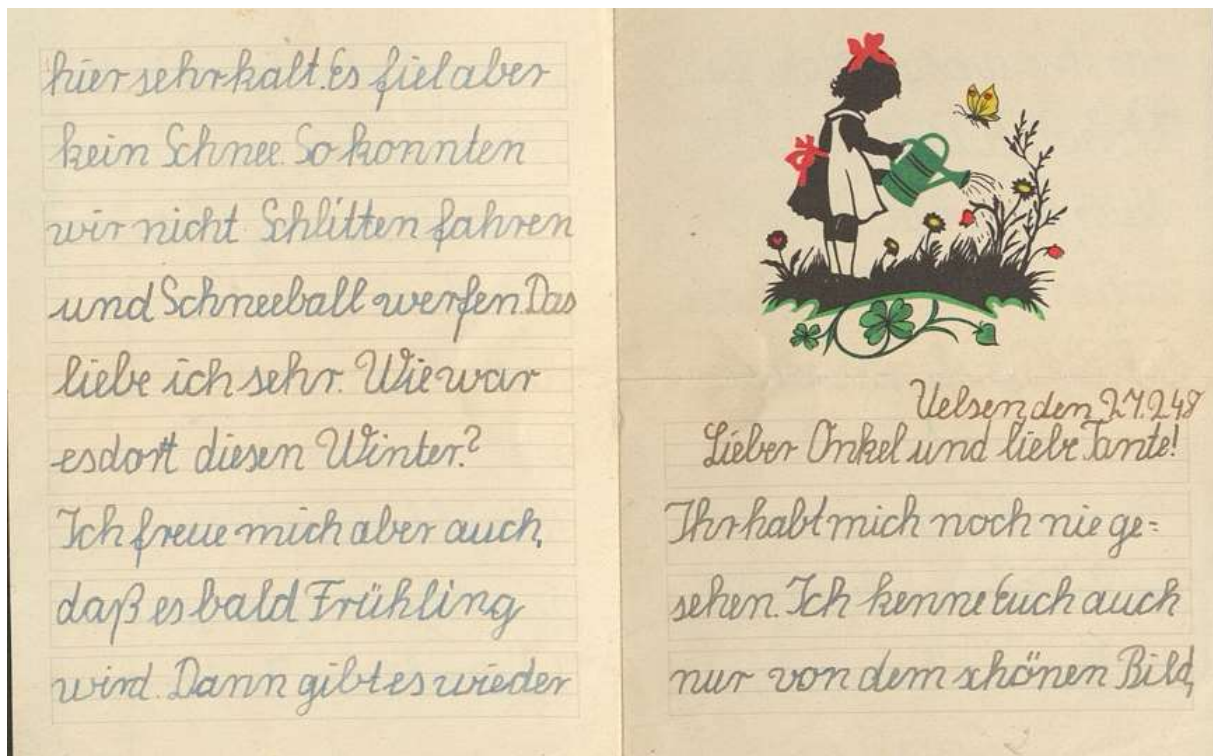 hier sehr kalt. Es fiel aber
kein Schnee. So konnten
wir nicht Schlitten fahren
und Schneeball werfen. Das
liebe ich sehr. Wie war
es dort diesen Winter?
Ich freue mich aber auch,
daß es bald Frühling
wird. Dann gibt es wieder
Uelsen, den 27.2.48
Lieber Onkel und liebe Tante!
Ihr habt mich noch nie ge=
sehen. Ich kenne Euch auch
nur von dem schönen Bild,